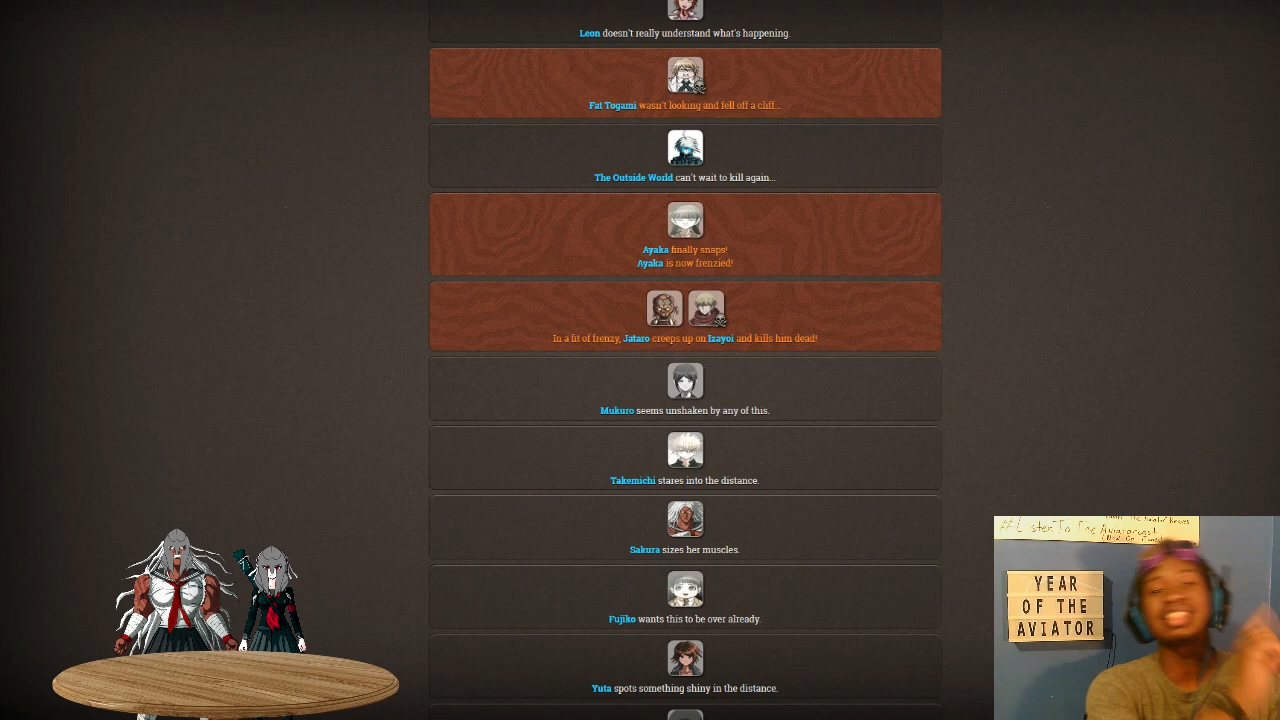 Leon doesn't really understand what's happening.
Fat Togami wasn't looking and fell off a cliff...
The Outside World can't wait to kill again...
Ayaka finally snaps!
Ayaka is now frenzied!
In a fit of frenzy, Jataro creeps up on Izayoi and kills him dead!
Mukuro seems unshaken by any of this.
Takemichi stares into the distance.
Sakura sizes her muscles.
Fujiko wants this to be over already.
Yuta spots something shiny in the distance.
To The Aviatorcast
YEAR
OF THE
AVIATOR